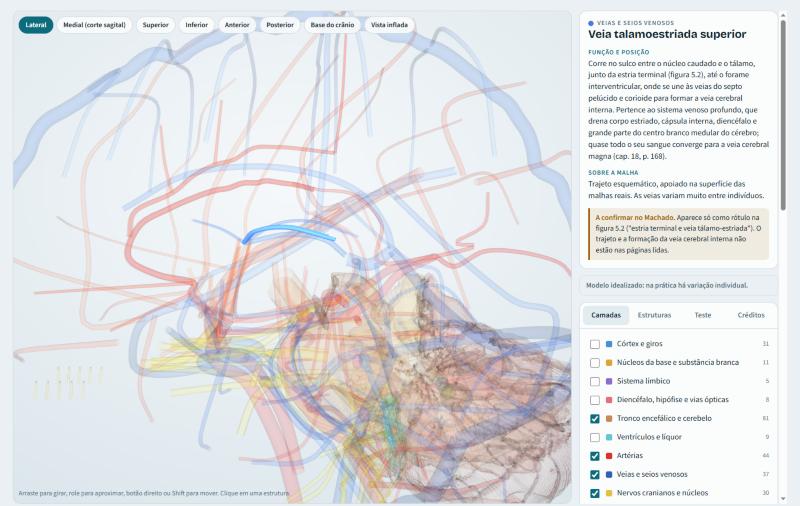 Lateral
Medial (corte sagital)
Superior
Inferior
Anterior
Posterior
Base do crânio
Vista inflada
VEIAS E SEIOS VENOSOS
Veia talamoestriada superior
FUNÇÃO E POSIÇÃO
Corre no sulco entre o núcleo caudado e o tálamo,
junto da estria terminal (figura 5.2), até o forame
interventricular, onde se une às veias do septo
pelúcido e corioide para formar a veia cerebral
interna. Pertence ao sistema venoso profundo, que
drena corpo estriado, cápsula interna, diencéfalo e
grande parte do centro branco medular do cérebro;
quase todo o seu sangue converge para a veia cerebral
magna (cap. 18, p. 168).
SOBRE A MALHA
Trajeto esquemático, apoiado na superfície das
malhas reais. As veias variam muito entre indivíduos.
A confirmar no Machado. Aparece só como rótulo na
figura 5.2 ("estria terminal e veia tálamo-estriada"). O
trajeto e a formação da veia cerebral interna não
estão nas páginas lidas.
Modelo idealizado: na prática há variação individual.
Camadas
Estruturas
Teste
Créditos
Córtex e giros 31
Núcleos da base e substância branca 11
Sistema límbico 5
Diencéfalo, hipófise e vias ópticas 8
Tronco encefálico e cerebelo 81
Ventrículos e líquor 9
Artérias 44
Veias e seios venosos 37
Nervos cranianos e núcleos 30
Arraste para girar, role para aproximar, botão direito ou Shift para mover. Clique em uma estrutura.